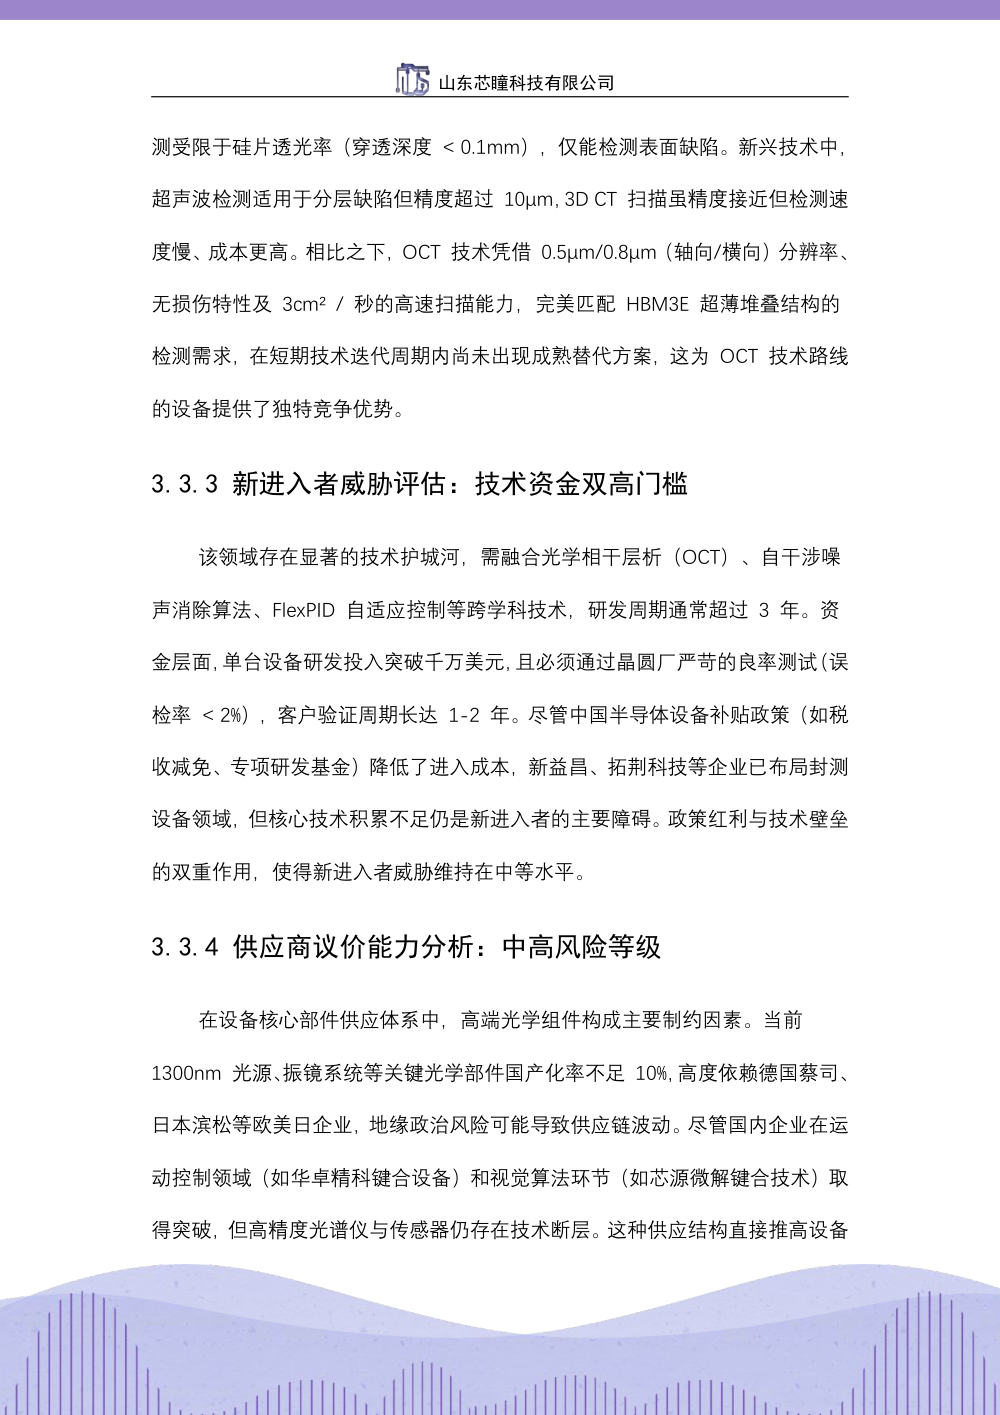 山东芯瞳科技有限公司
测受限于硅片透光率（穿透深度 < 0.1mm），仅能检测表面缺陷。新兴技术中，
超声波检测适用于分层缺陷但精度超过 10μm，3D CT 扫描虽精度接近但检测速
度慢、成本更高。相比之下，OCT 技术凭借 0.5μm/0.8μm（轴向/横向）分辨率、
无损伤特性及 3cm² / 秒的高速扫描能力，完美匹配 HBM3E 超薄堆叠结构的
检测需求，在短期技术迭代周期内尚未出现成熟替代方案，这为 OCT 技术路线
的设备提供了独特竞争优势。
3.3.3 新进入者威胁评估：技术资金双高门槛
该领域存在显著的技术护城河，需融合光学相干层析（OCT）、自干涉噪
声消除算法、FlexPID 自适应控制等跨学科技术，研发周期通常超过 3 年。资
金层面，单台设备研发投入突破千万美元，且必须通过晶圆厂严苛的良率测试（误
检率 < 2%），客户验证周期长达 1-2 年。尽管中国半导体设备补贴政策（如税
收减免、专项研发基金）降低了进入成本，新益昌、拓荆科技等企业已布局封测
设备领域，但核心技术积累不足仍是新进入者的主要障碍。政策红利与技术壁垒
的双重作用，使得新进入者威胁维持在中等水平。
3.3.4 供应商议价能力分析：中高风险等级
在设备核心部件供应体系中，高端光学组件构成主要制约因素。当前
1300nm 光源、振镜系统等关键光学部件国产化率不足 10%，高度依赖德国蔡司、
日本滨松等欧美日企业，地缘政治风险可能导致供应链波动。尽管国内企业在运
动控制领域（如华卓精科键合设备）和视觉算法环节（如芯源微解键合技术）取
得突破，但高精度光谱仪与传感器仍存在技术断层。这种供应结构直接推高设备